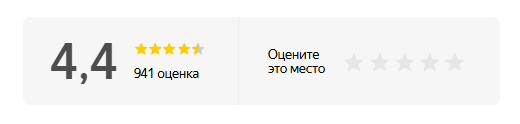 4,4
941 оценка
Оцените
это место